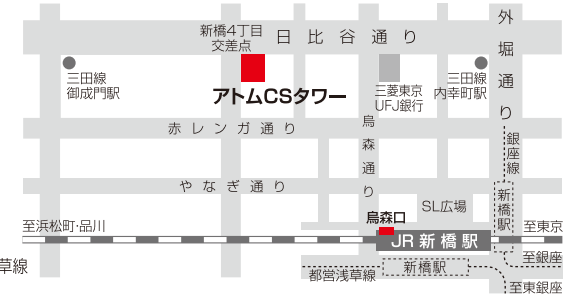 新橋4丁目
交差点
日比谷通り
外堀通り
三田線
御成門駅
アトムCSタワー
三菱東京
UFJ銀行
三田線
内幸町駅
赤レンガ通り
烏森通り
銀座線
やなぎ通り
新橋駅
SL広場
烏森口
至浜松町・品川
JR新橋駅
至東京
草線
都営浅草線
新橋駅
至銀座
至東銀座